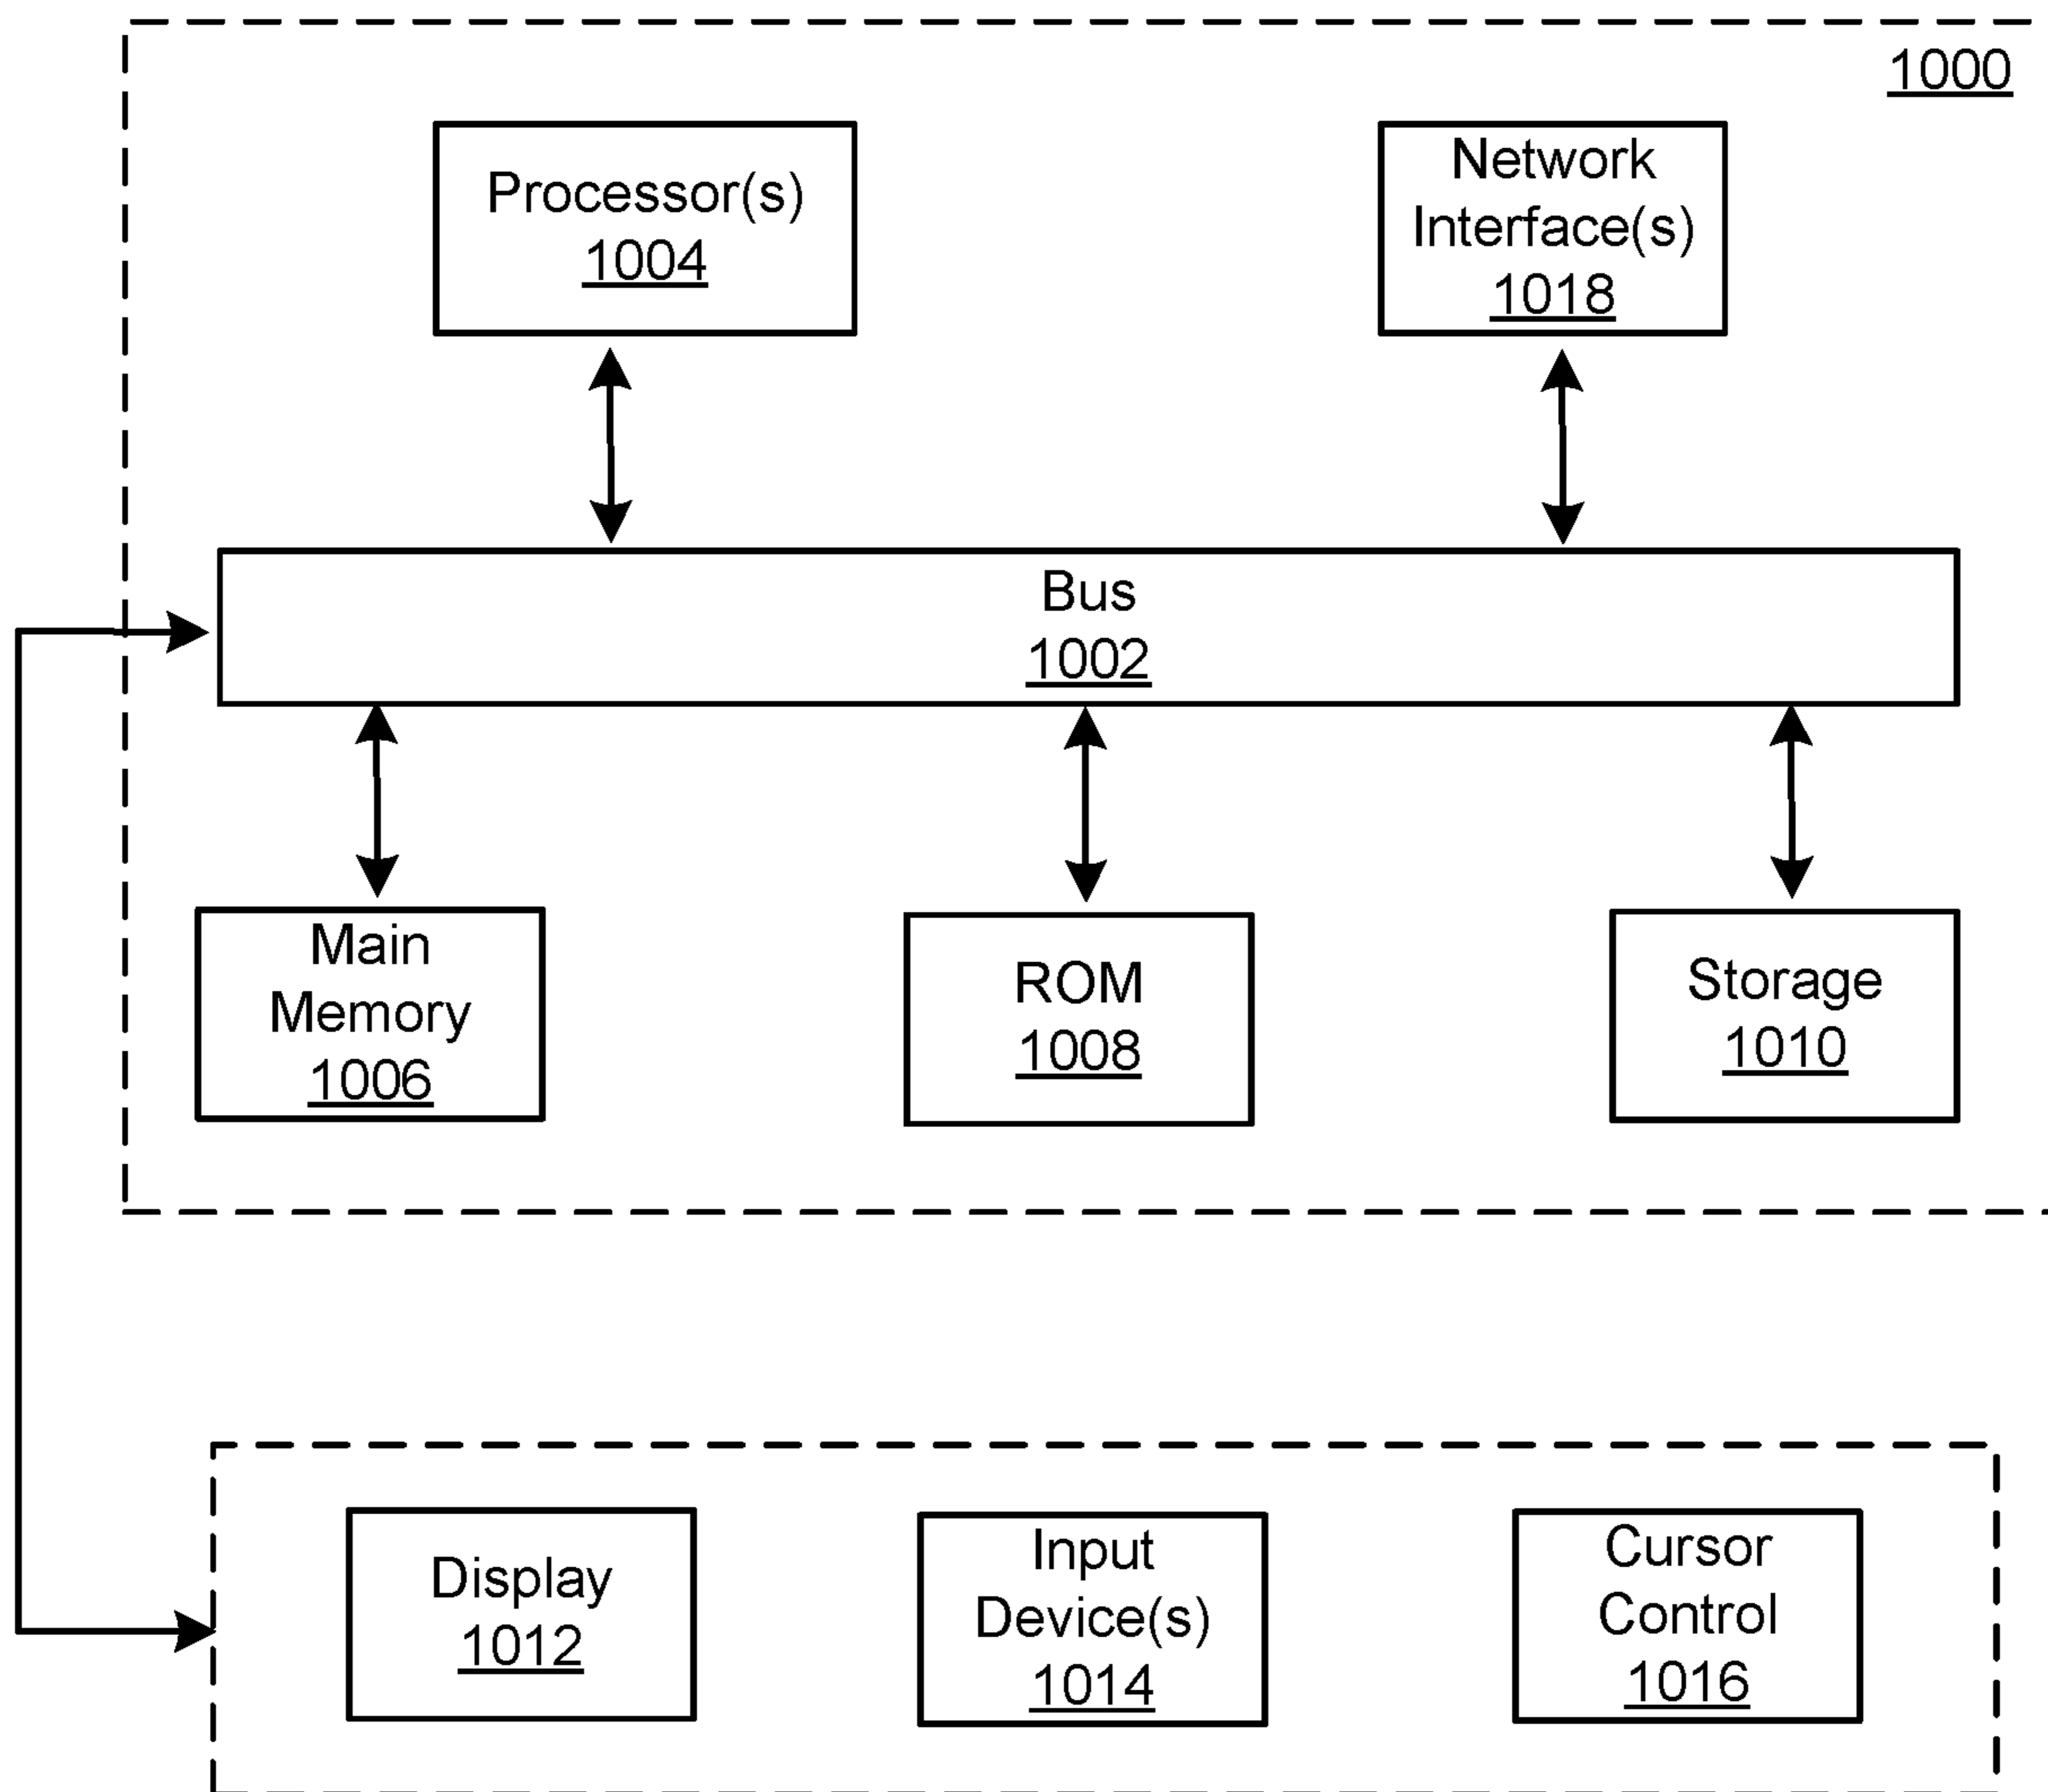 1000
Processor(s)
1004
Network
Interface(s)
1018
Bus
1002
Main
Memory
1006
ROM
1008
Storage
1010
Display
1012
Input
Device(s)
1014
Cursor
Control
1016